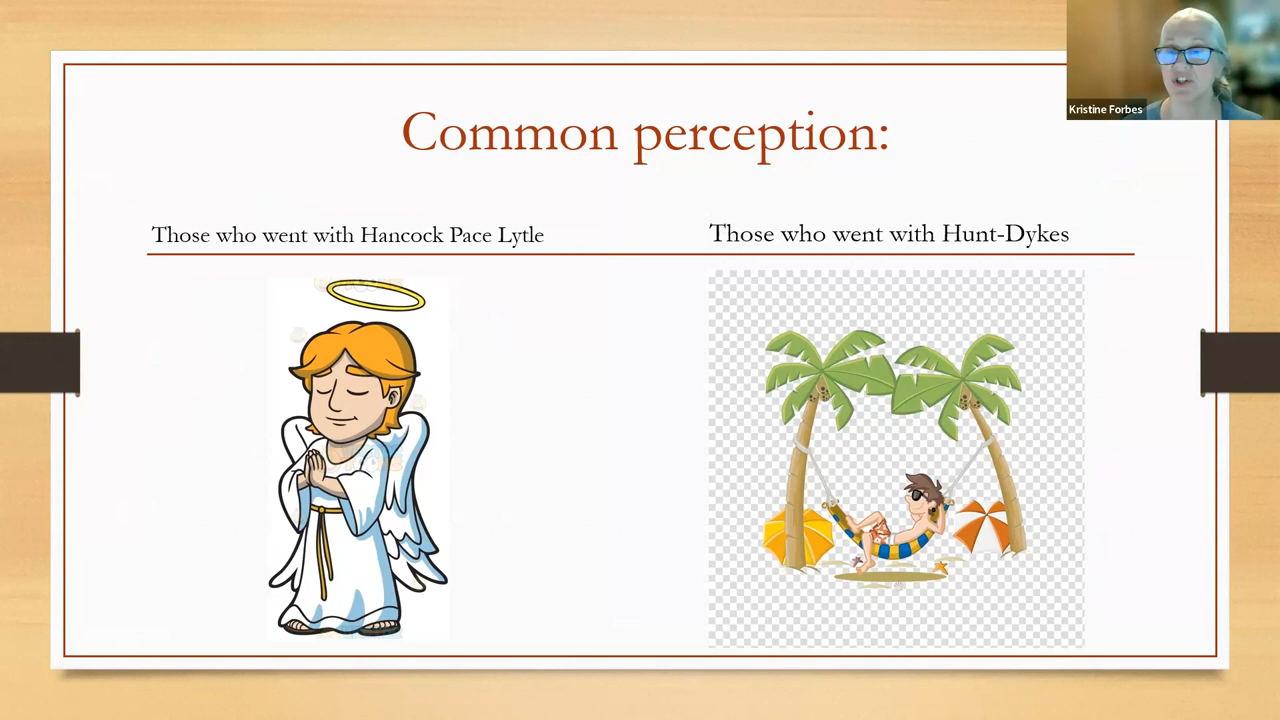 Common perception:
Those who went with Hancock Pace Lytle
Those who went with Hunt-Dykes
Kristine Forbes